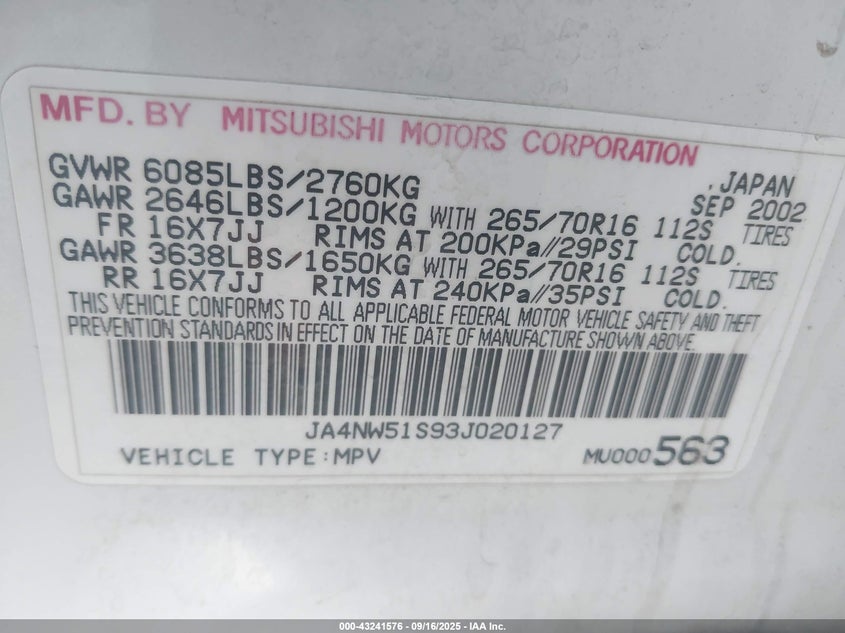 MFD. BY MITSUBISHI MOTORS CORPORATION
GVWR 6085LBS/2760KG , JAPAN
GAWR 2646LBS/1200KG WITH 265/70R16 112S SEP 2002
FR 16X7JJ RIMS AT 200KPa//29PSI COLD. TIRES
GAWR 3638LBS/1650KG WITH 265/70R16 112S TIRES
RR 16X7JJ RIMS AT 240KPa//35PSI COLD.
THIS VEHICLE CONFORMS TO ALL APPLICABLE FEDERAL MOTOR VEHICLE SAFETY AND THEFT
PREVENTION STANDARDS IN EFFECT ON THE DATE OF MANUFACTURE SHOWN ABOVE.
JA4NW51S93J020127
VEHICLE TYPE:MPV MU000563
000-43241576 - 09/16/2025 - IAA Inc.